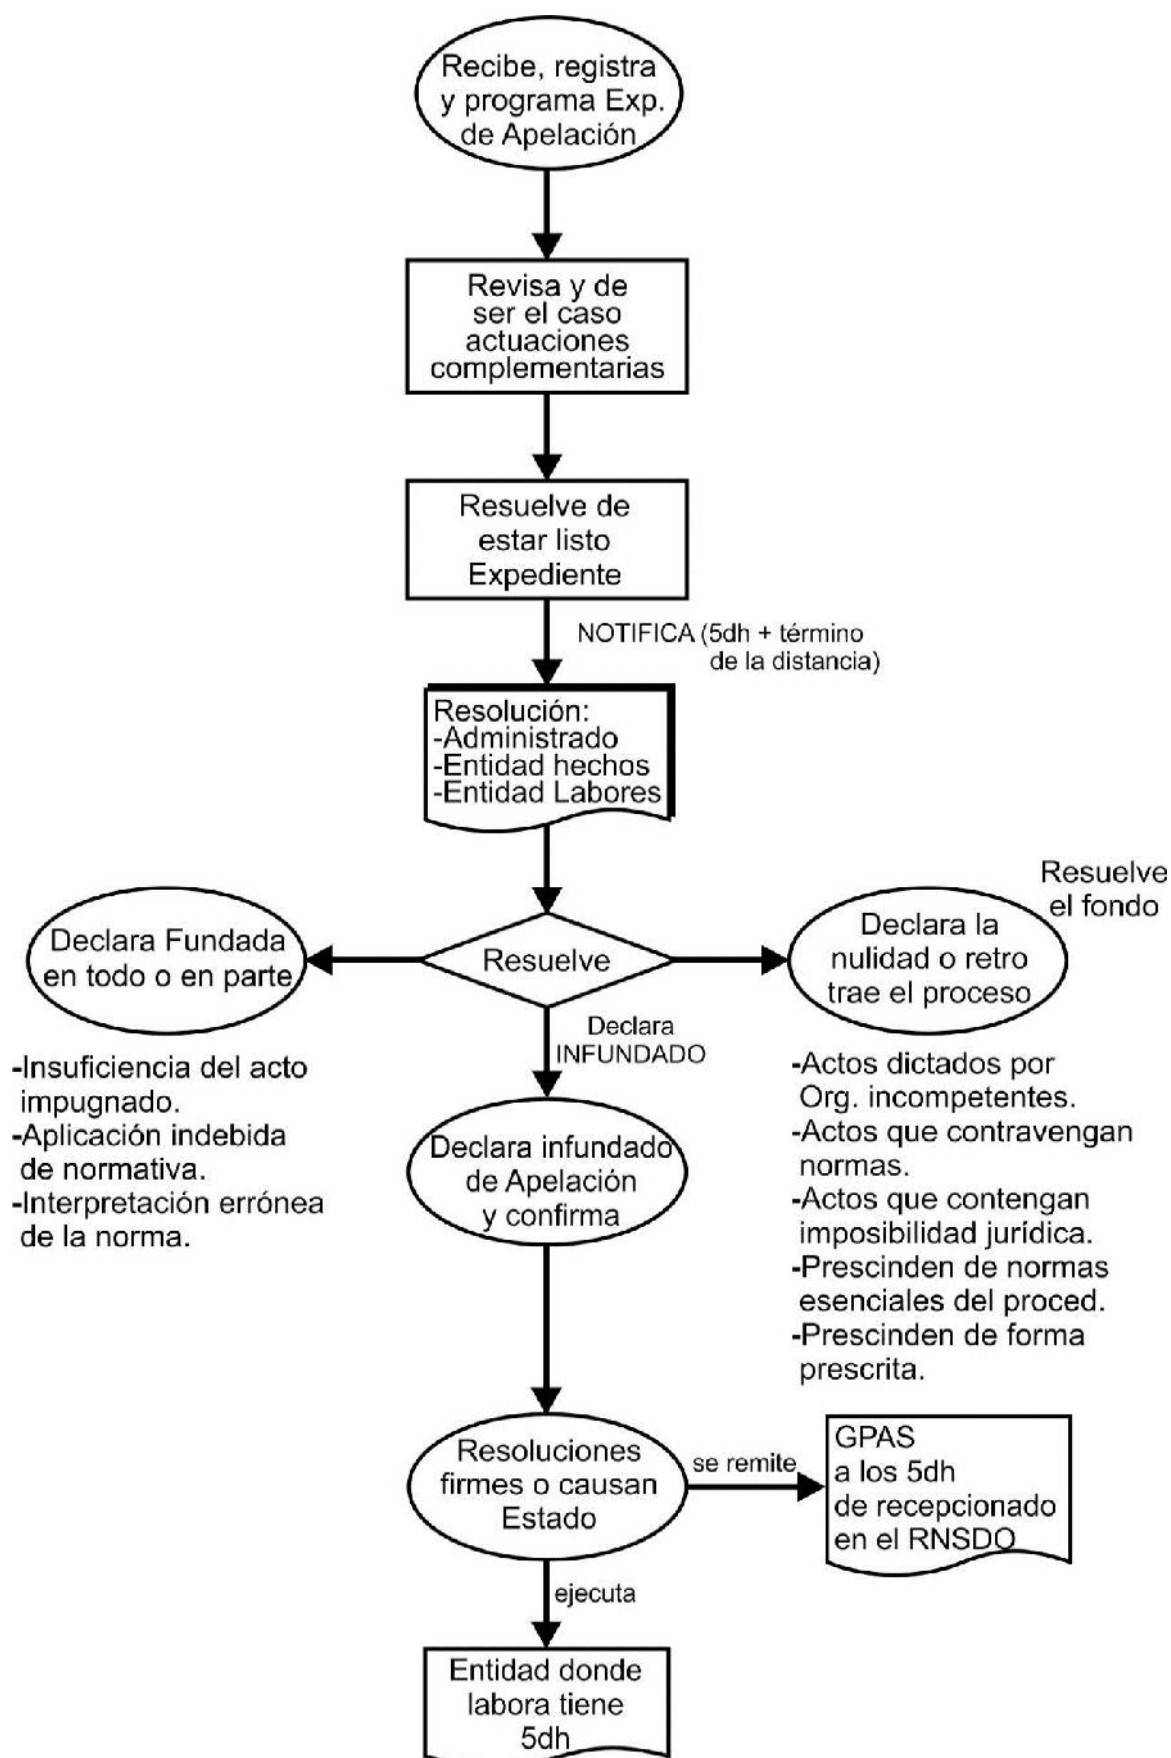 Recibe, registra
y programa Exp.
de Apelación
Revisa y de
ser el caso
actuaciones
complementarias
Resuelve de
estar listo
Expediente
NOTIFICA (5dh + término
de la distancia)
Resolución:
-Administrado
-Entidad hechos
-Entidad Labores
Resuelve
Declara Fundada
en todo o en parte
-Insuficiencia del acto
impugnado.
-Aplicación indebida
de normativa.
-Interpretación errónea
de la norma.
Declara
INFUNDADO
Declara infundado
de Apelación
y confirma
Resuelve
el fondo
Declara la
nulidad o retro
trae el proceso
-Actos dictados por
Org. incompetentes.
-Actos que contravengan
normas.
-Actos que contengan
imposibilidad jurídica.
-Prescinden de normas
esenciales del proced.
-Prescinden de forma
prescrita.
Resoluciones
firmes o causan
Estado
se remite
GPAS
a los 5dh
de recepcionado
en el RNSDO
ejecuta
Entidad donde
labora tiene
5dh